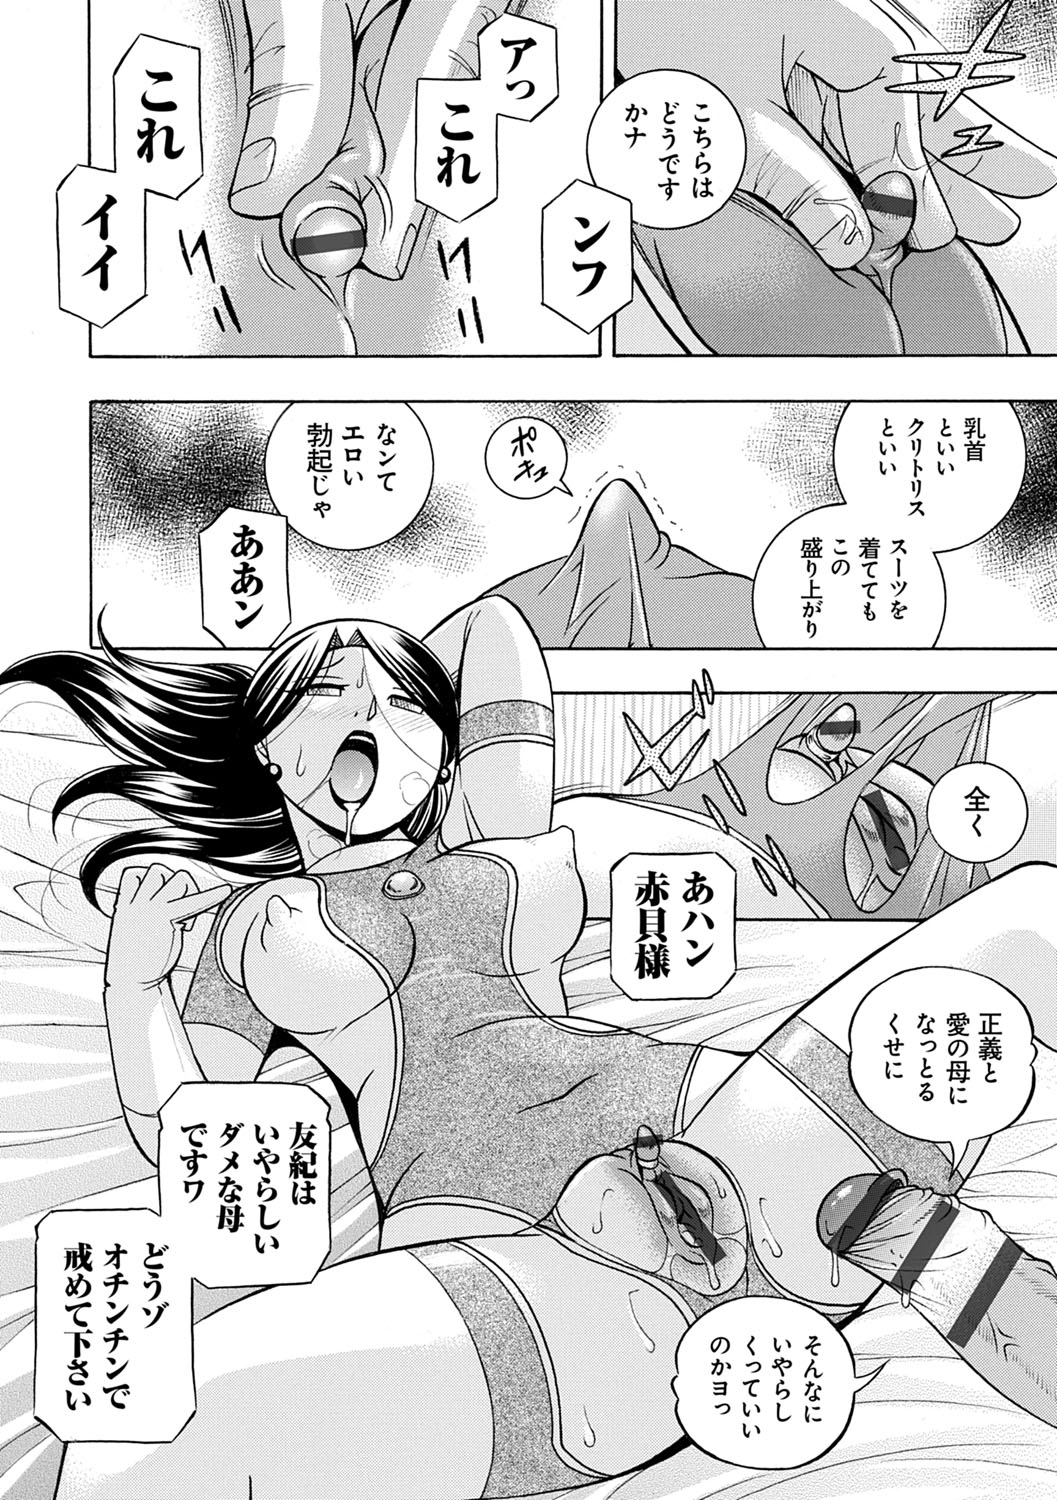 こちらは
どうです
かナ
ンフ
アっ
これ
これ
イイ
乳首
といい
クリトリス
といい
スーツを
着ててても
この
盛り上がり
ポキュ
なンて
エロい
勃起じゃ
ああン
全く
あハン
赤貝様
正義と
愛の母に
なっとる
くせに
そんなに
いやらし
くっていい
のかヨっ
友紀は
いやらしい
ダメな母
ですワ
どうゾ
オチンチンで
戒めて下さい